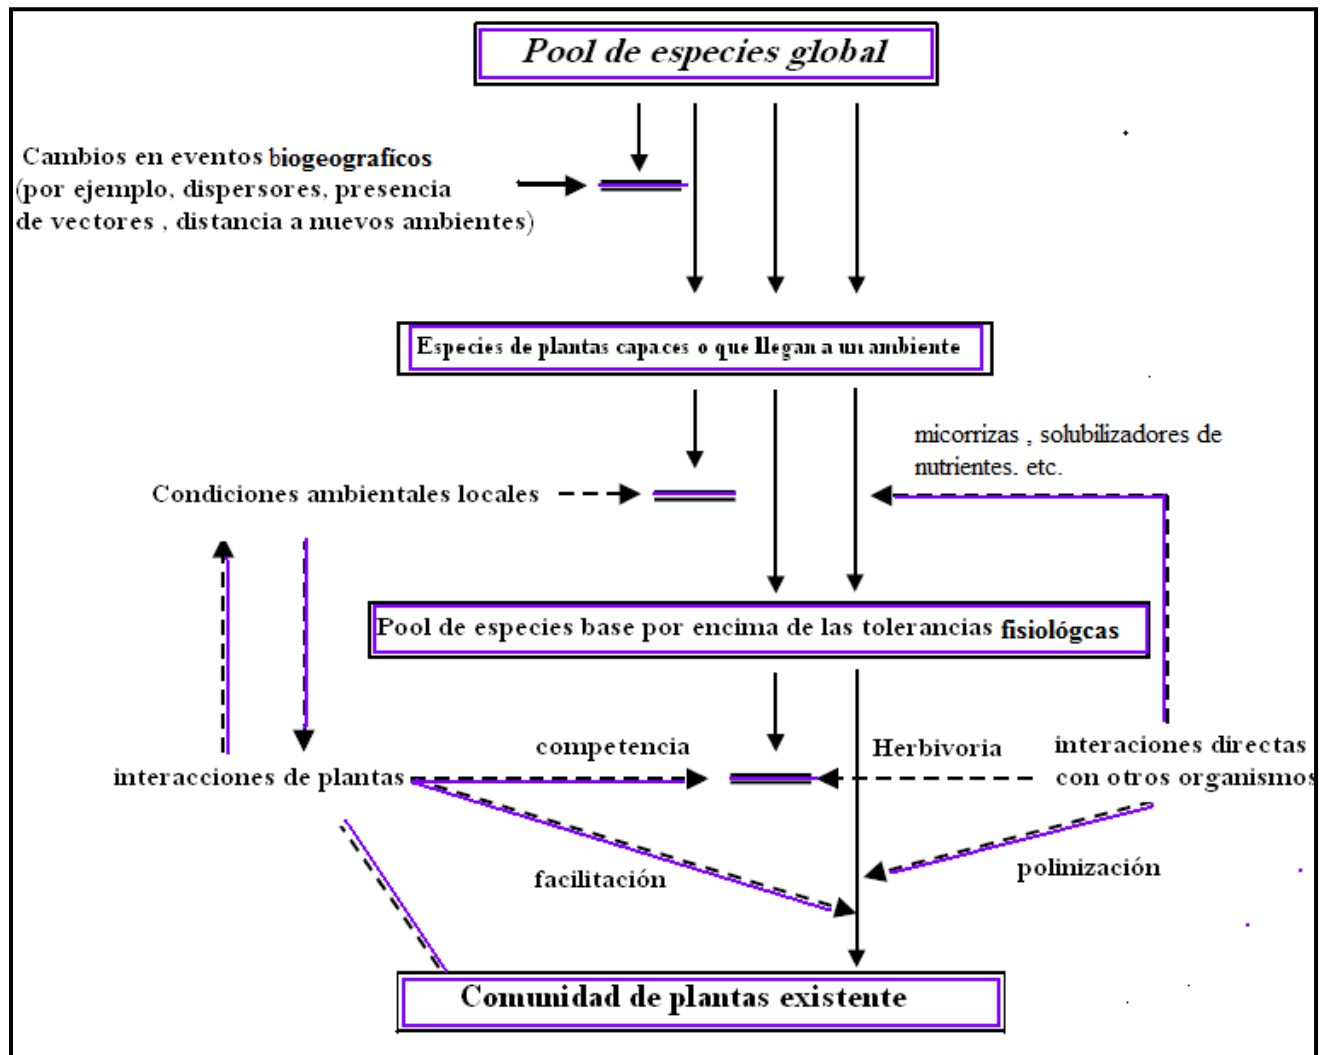 Pool de especies global
Cambios en eventos biogeografícos
(por ejemplo, dispersores, presencia
de vectores , distancia a nuevos ambientes)
Especies de plantas capaces o que llegan a un ambiente
micorrizas , solubilizadores de
nutrientes. etc.
Condiciones ambientales locales
Pool de especies base por encima de las tolerancias fisiológcas
competencia
Herbivoria
interaciones directas
con otros organismos
interacciones de plantas
facilitación
polinización
Comunidad de plantas existente